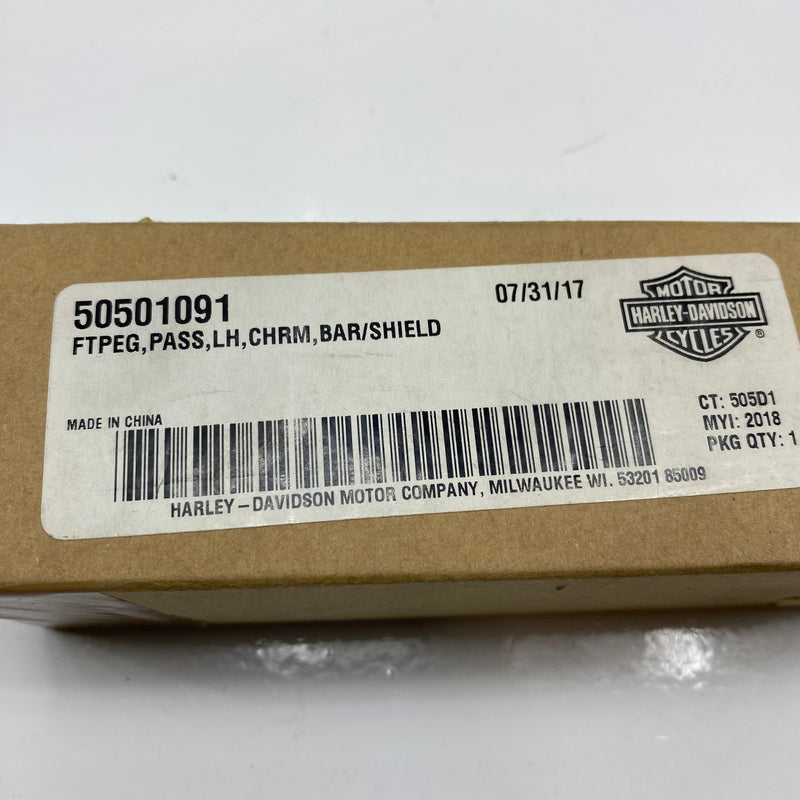 50501091
07/31/17
FTPEG,PASS,LH,CHRM,BAR/SHIELD
MOTOR
HARLEY-DAVIDSON
CYCLES
®
MADE IN CHINA
CT: 505D1
MYI: 2018
PKG QTY: 1
HARLEY-DAVIDSON MOTOR COMPANY, MILWAUKEE WI. 53201 85009